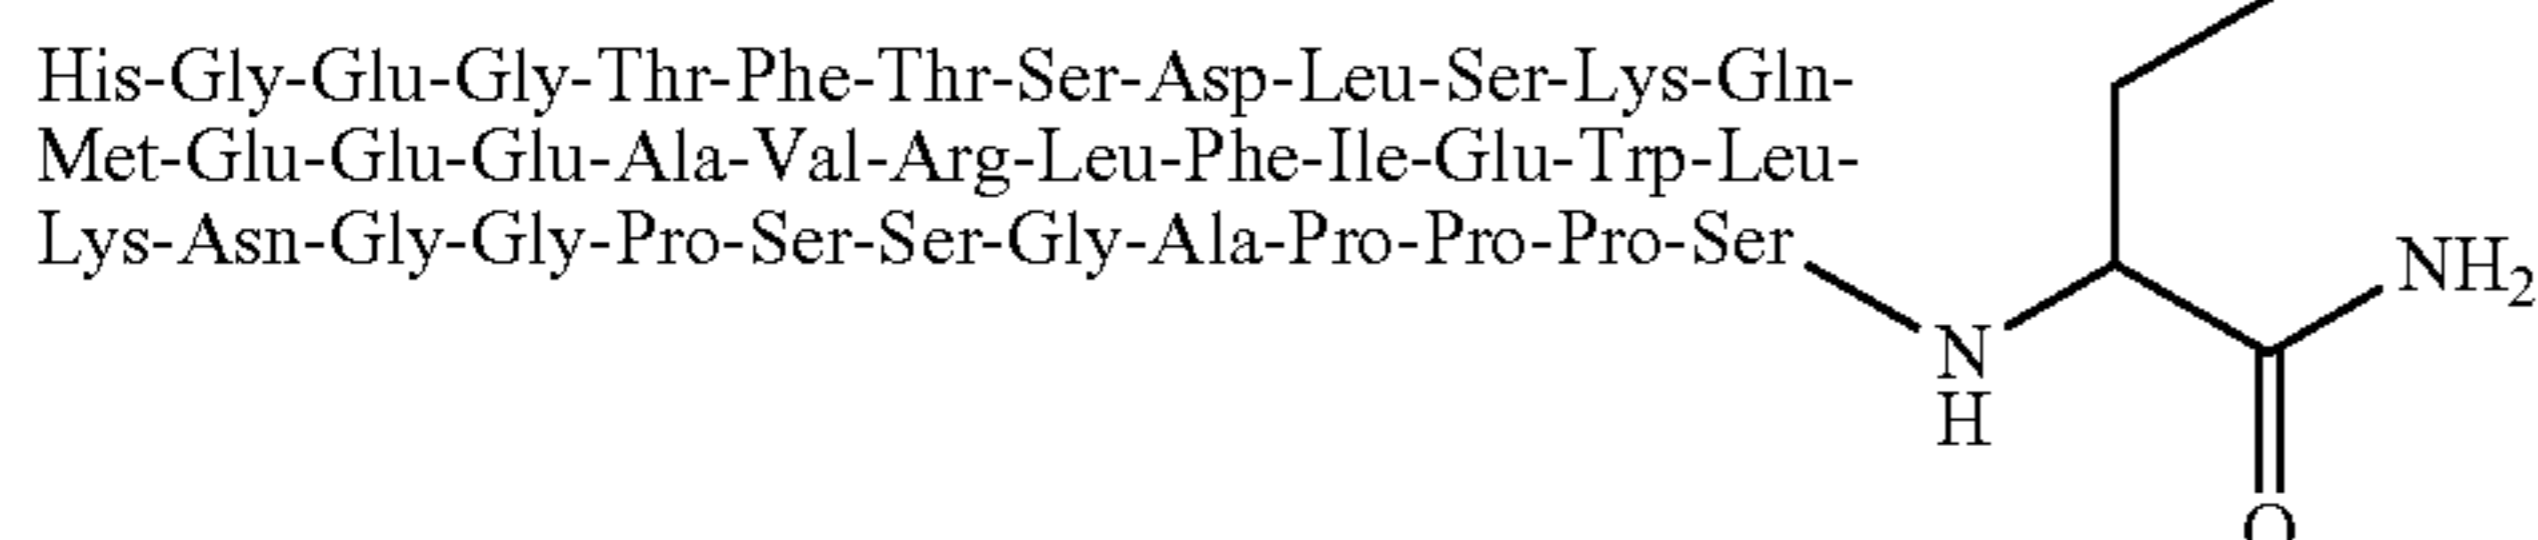 His-Gly-Glu-Gly-Thr-Phe-Thr-Ser-Asp-Leu-Ser-Lys-Gln-
Met-Glu-Glu-Glu-Ala-Val-Arg-Leu-Phe-Ile-Glu-Trp-Leu-
Lys-Asn-Gly-Gly-Pro-Ser-Ser-Gly-Ala-Pro-Pro-Pro-Ser
NH2
N
H
O